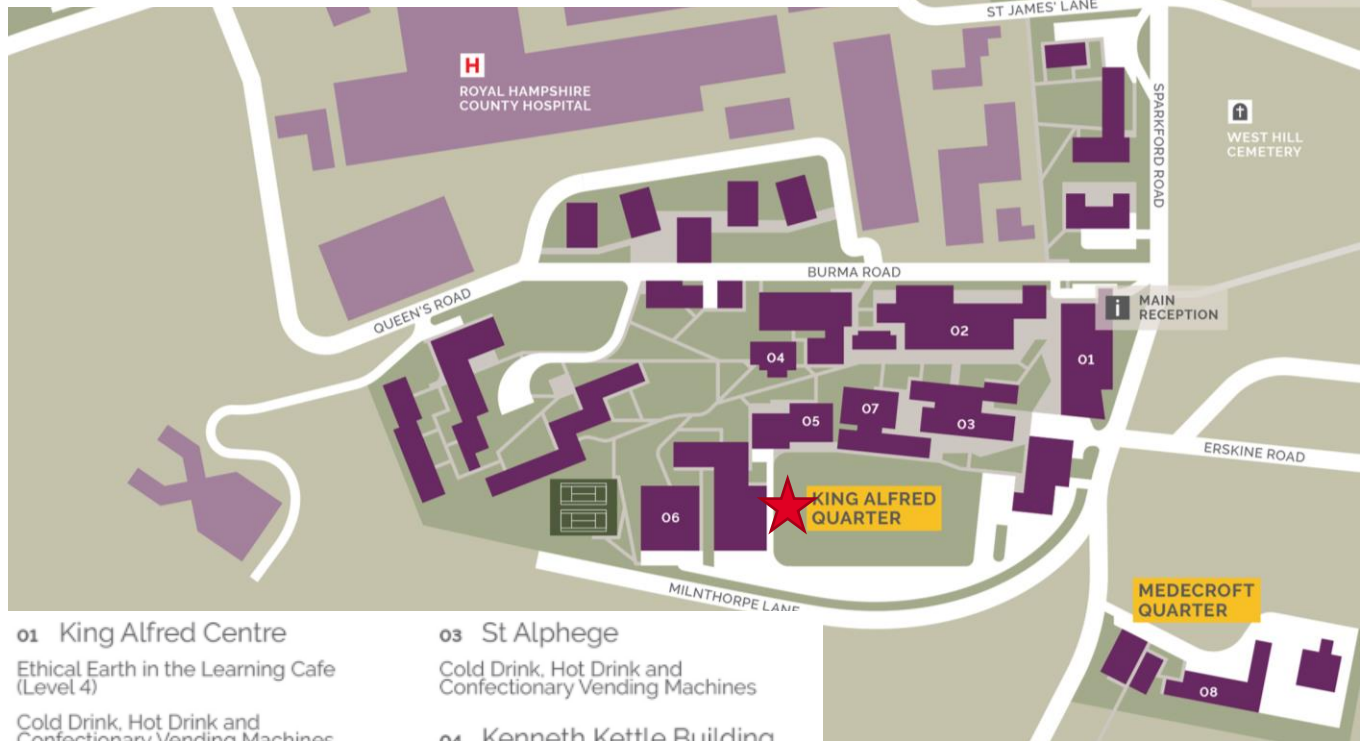 ST JAMES' LANE
H
ROYAL HAMPSHIRE
COUNTY HOSPITAL
SPARKFORD ROAD
WEST HILL
CEMETERY
BURMA ROAD
QUEEN'S ROAD
i
MAIN
RECEPTION
02
04
01
05
07
03
ERSKINE ROAD
06
KING ALFRED
QUARTER
MILNTHORPE LANE
MEDECROFT
QUARTER
08
01 King Alfred Centre
Ethical Earth in the Learning Cafe
(Level 4)
Cold Drink, Hot Drink and
Confectionary Vending Machines
03 St Alphege
Cold Drink, Hot Drink and
Confectionary Vending Machines
04 Kenneth Kettle Building